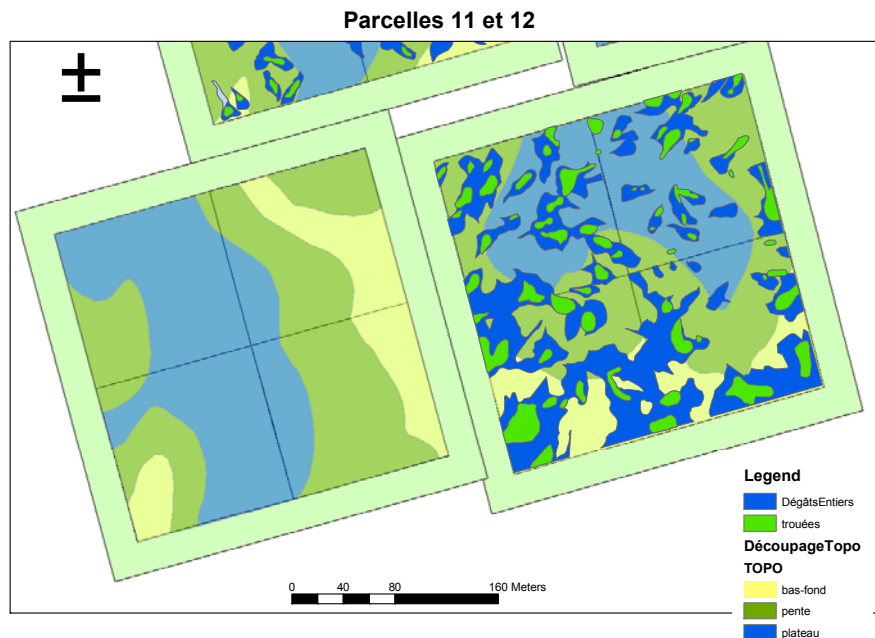 Parcelles 11 et 12
±
Legend
DégâtsEntiers
trouées
DécoupageTopo
TOPO
bas-fond
pente
plateau
0 40 80 160 Meters